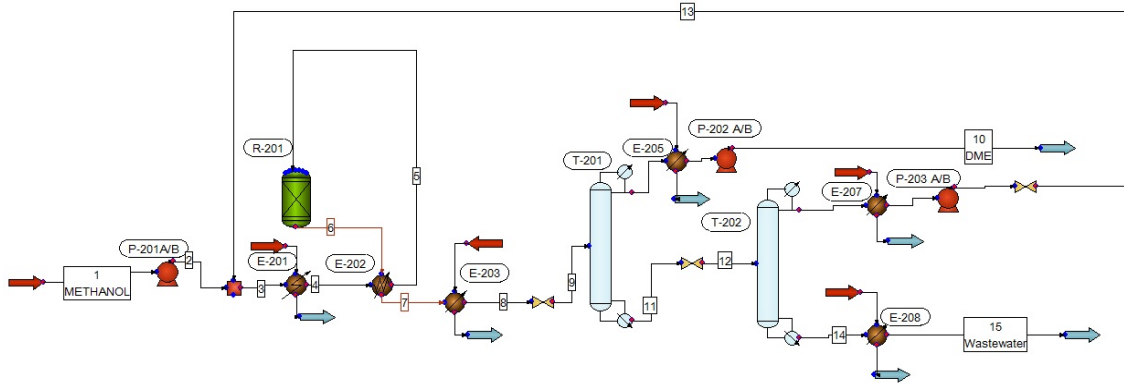 13
P-202 A/B
10
DME
E-205
T-201
R-201
5
P-203 A/B
E-207
T-202
6
P-201A/B
2
E-201
E-202
E-203
1
METHANOL
3
4
7
8
9
11
12
E-208
14
15
Wastewater